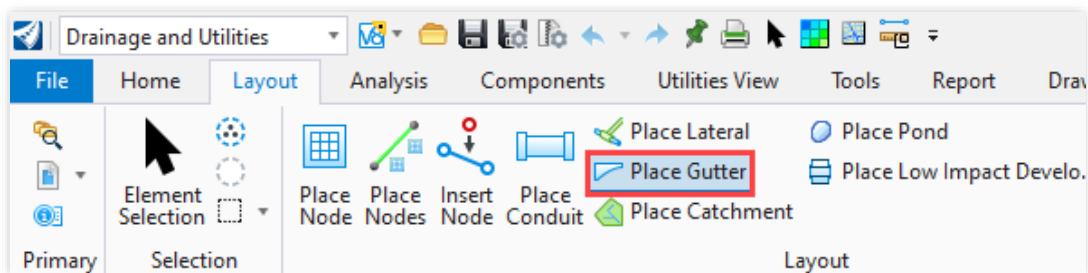 Drainage and Utilities
File Home Layout Analysis Components Utilities View Tools Report
Element Selection
Place Node
Place Nodes
Insert Node
Place Conduit
Place Lateral
Place Gutter
Place Catchment
Place Pond
Place Low Impact Develo.
Primary Selection Layout